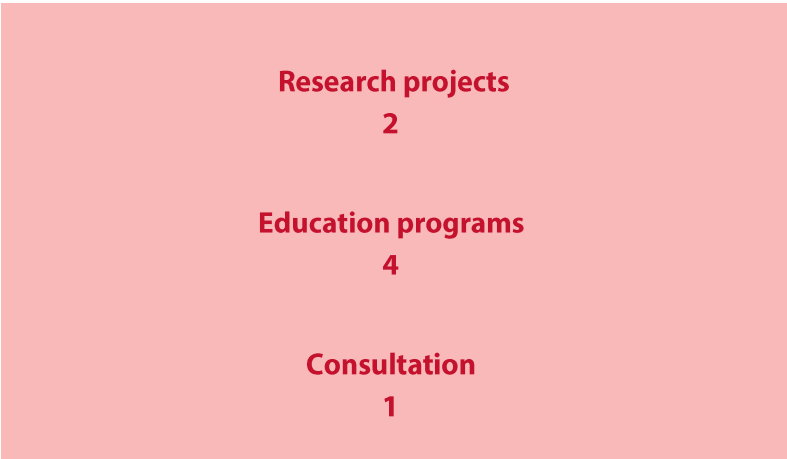 Research projects
2
Education programs
4
Consultation
1